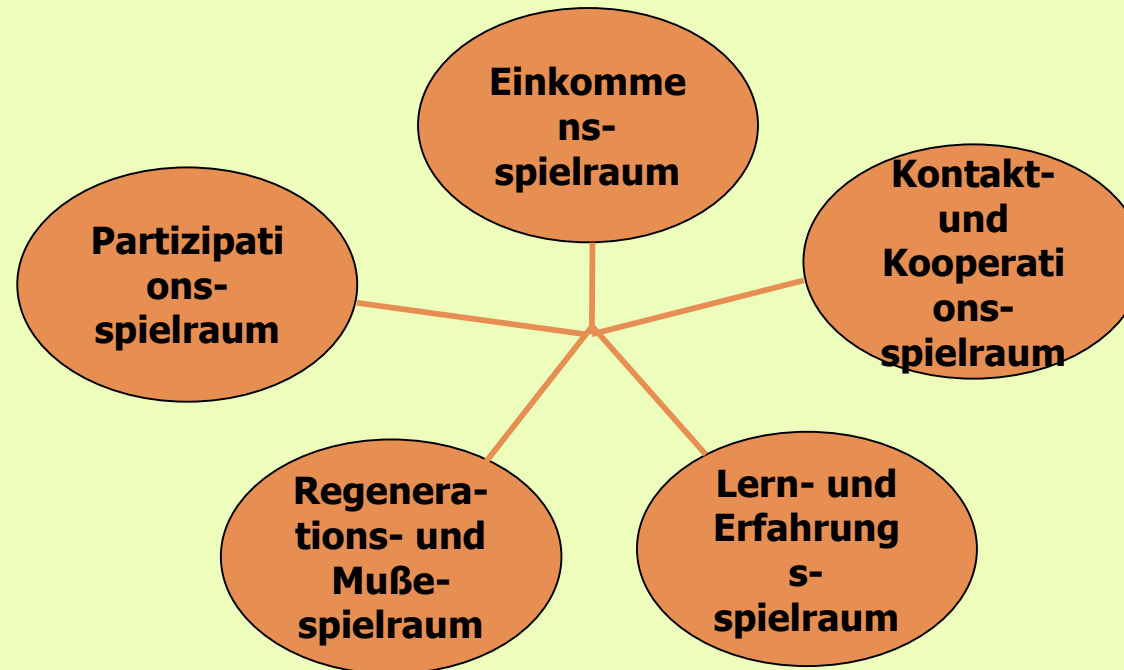 Einkomme
ns-
spielraum
Kontakt-
und
Kooperati
ons-
spielraum
Partizipati
ons-
spielraum
Regenera-
tions- und
Muße-
spielraum
Lern- und
Erfahrung
s-
spielraum